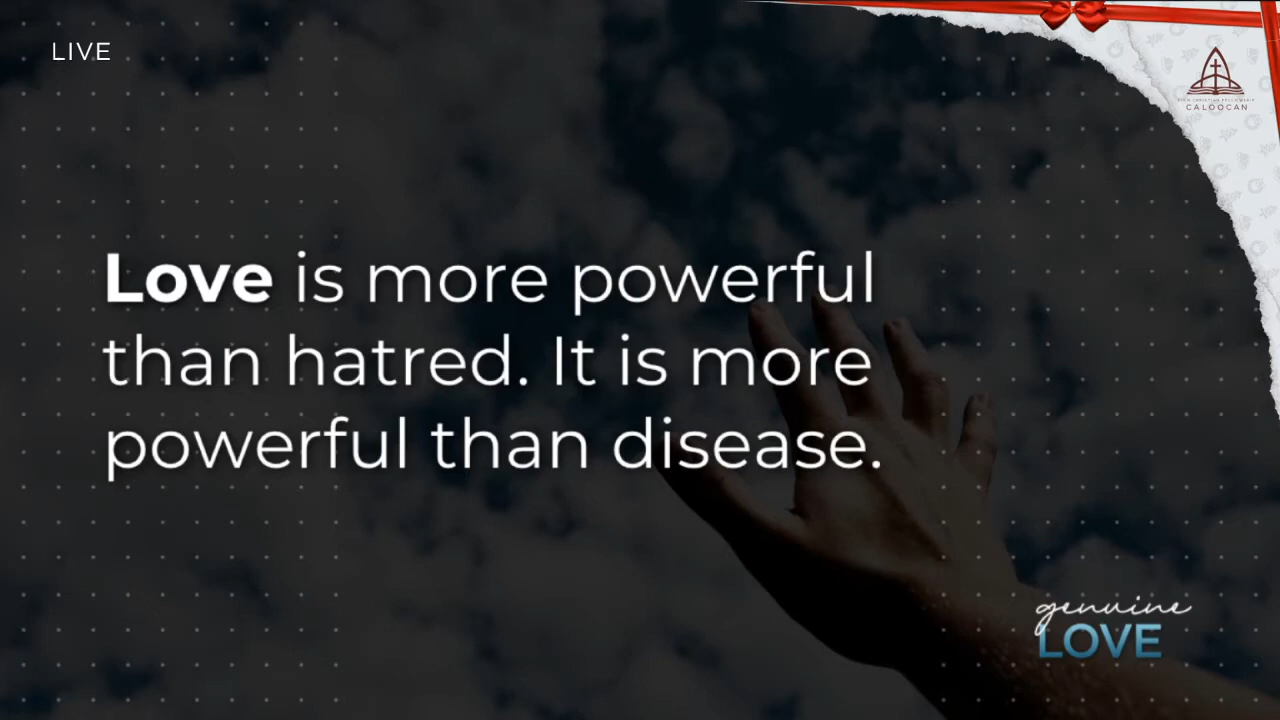 LIVE
CALOOCAN
Love is more powerful
than hatred. It is more
powerful than disease.
genuine
LOVE